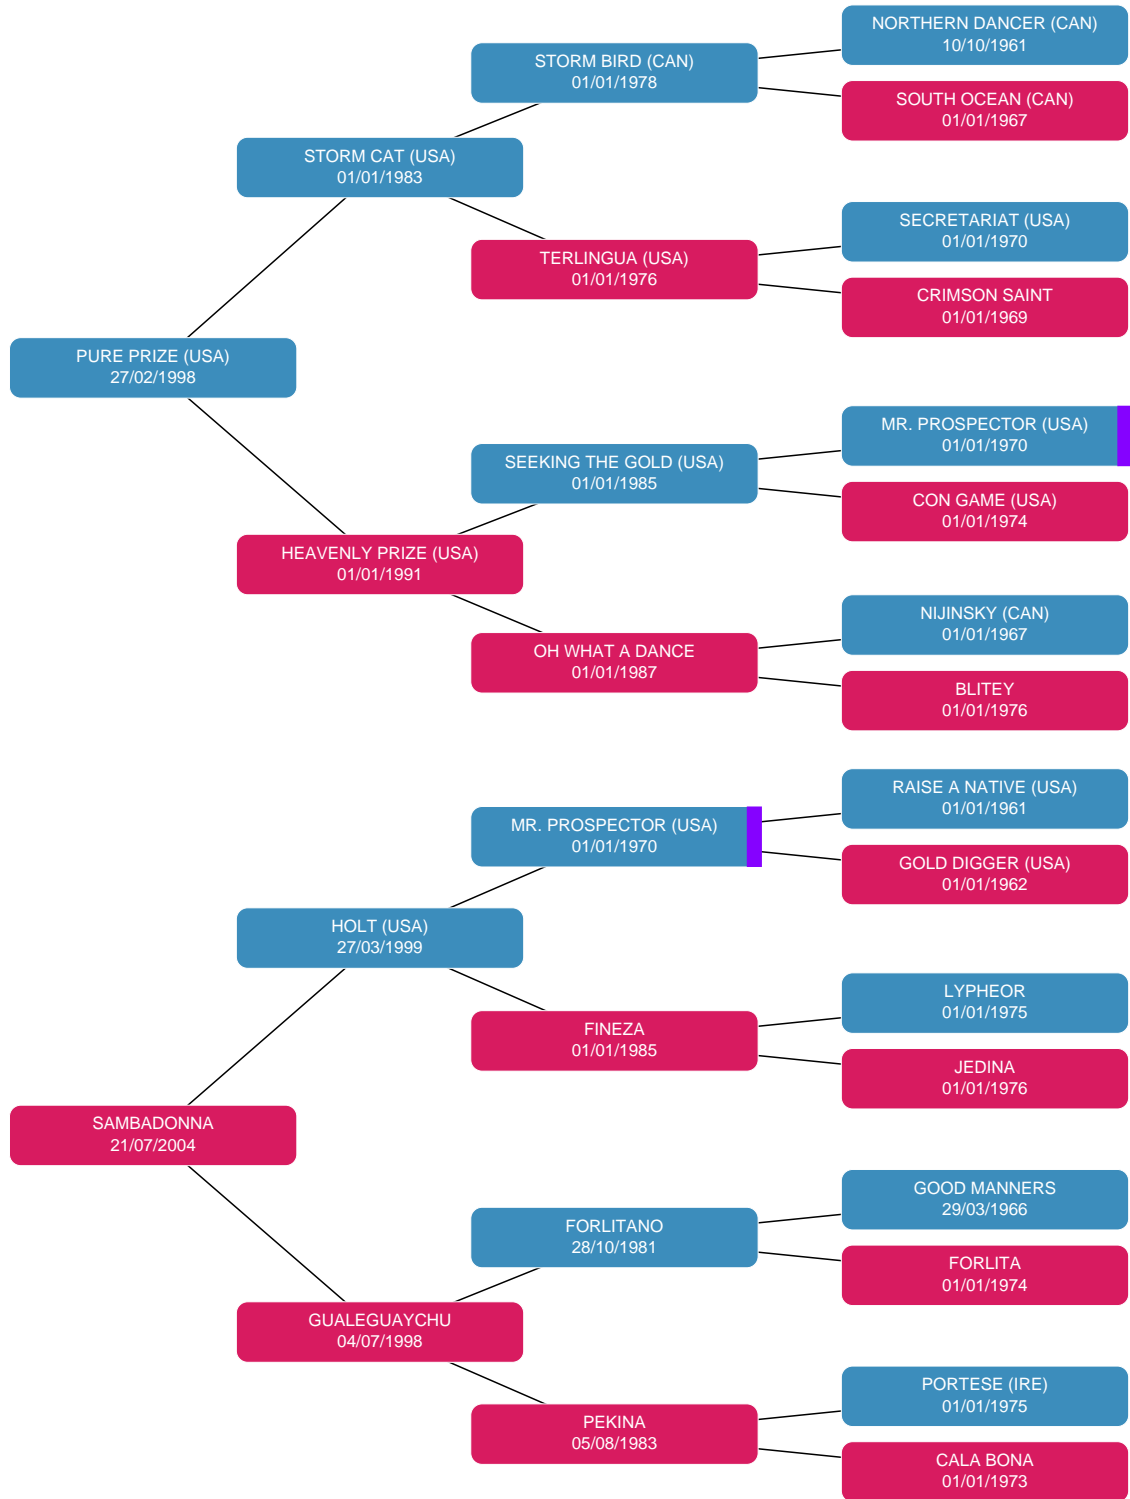 NORTHERN DANCER (CAN)
10/10/1961
STORM BIRD (CAN)
01/01/1978
SOUTH OCEAN (CAN)
01/01/1967
STORM CAT (USA)
01/01/1983
SECRETARIAT (USA)
01/01/1970
TERLINGUA (USA)
01/01/1976
CRIMSON SAINT
01/01/1969
PURE PRIZE (USA)
27/02/1998
MR. PROSPECTOR (USA)
01/01/1970
SEEKING THE GOLD (USA)
01/01/1985
CON GAME (USA)
01/01/1974
HEAVENLY PRIZE (USA)
01/01/1991
NIJINSKY (CAN)
01/01/1967
OH WHAT A DANCE
01/01/1987
BLITEY
01/01/1976
RAISE A NATIVE (USA)
01/01/1961
MR. PROSPECTOR (USA)
01/01/1970
GOLD DIGGER (USA)
01/01/1962
HOLT (USA)
27/03/1999
LYPHEOR
01/01/1975
FINEZA
01/01/1985
JEDINA
01/01/1976
SAMBADONNA
21/07/2004
GOOD MANNERS
29/03/1966
FORLITANO
28/10/1981
FORLITA
01/01/1974
GUALEGUAYCHU
04/07/1998
PORTESE (IRE)
01/01/1975
PEKINA
05/08/1983
CALA BONA
01/01/1973